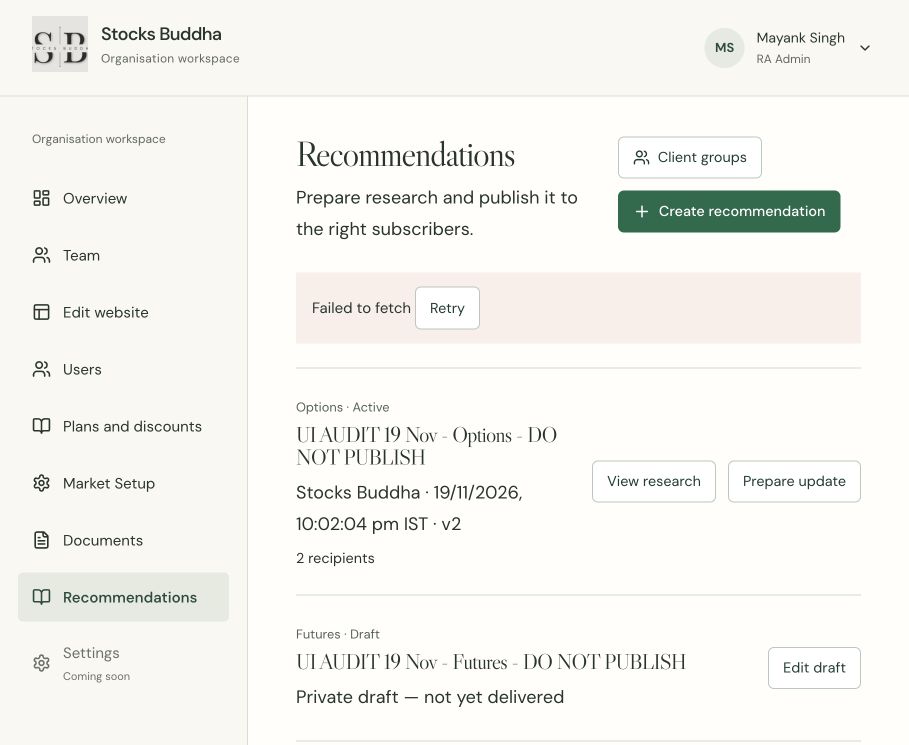 S|B
STOCKS BUDDHA
Stocks Buddha
Organisation workspace
MS
Mayank Singh
RA Admin
Organisation workspace
Overview
Team
Edit website
Users
Plans and discounts
Market Setup
Documents
Recommendations
Settings
Coming soon
Recommendations
Prepare research and publish it to
the right subscribers.
Client groups
Create recommendation
Failed to fetch
Retry
Options · Active
UI AUDIT 19 Nov - Options - DO
NOT PUBLISH
Stocks Buddha · 19/11/2026,
10:02:04 pm IST · v2
2 recipients
View research
Prepare update
Futures · Draft
UI AUDIT 19 Nov - Futures - DO NOT PUBLISH
Private draft — not yet delivered
Edit draft